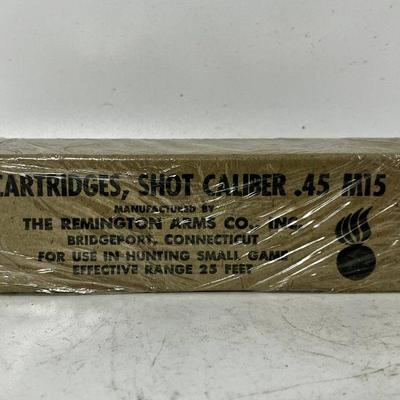 CARTRIDGES, SHOT CALIBER .45 M15
MANUFACTURED BY
THE REMINGTON ARMS CO., INC.
BRIDGEPORT, CONNECTICUT
FOR USE IN HUNTING SMALL GAME
EFFECTIVE RANGE 25 FEET